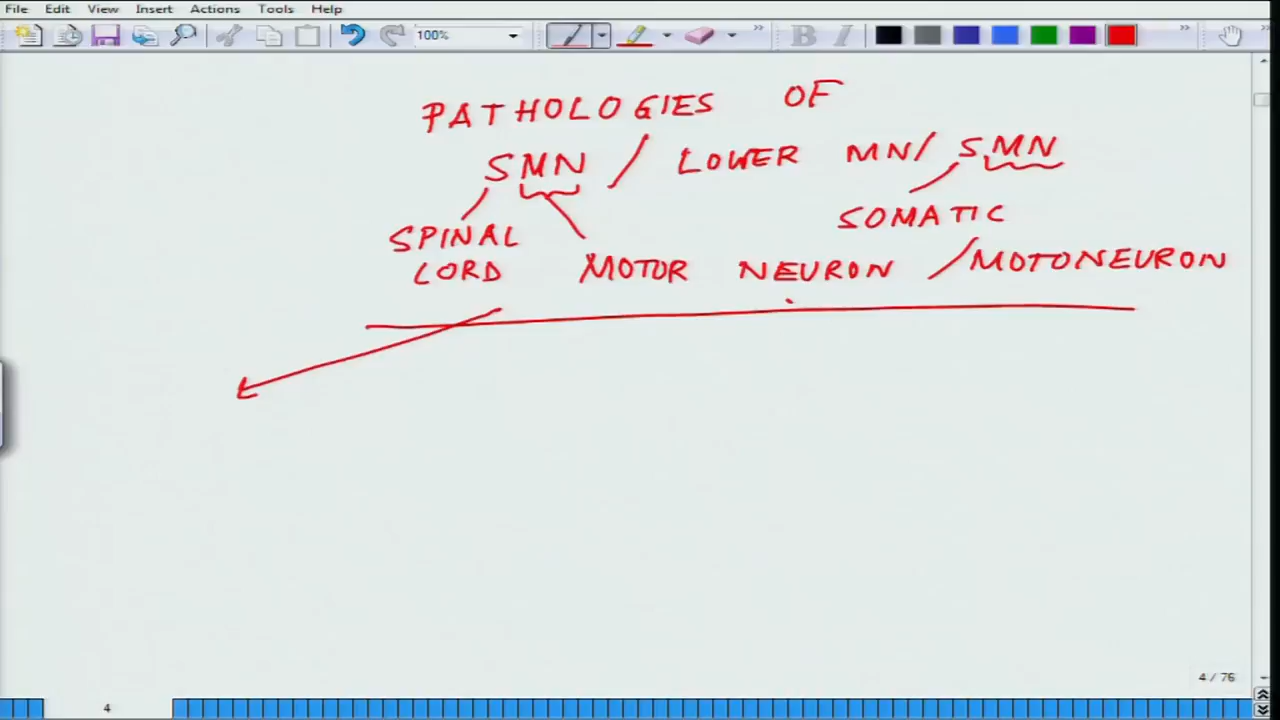 File Edit View Insert Actions Tools Help
100%
PATHOLOGIES OF
SMN / LOWER MN/ SMN
SPINAL LORD MOTOR NEURON / MOTONEURON
SOMATIC
4 / 76
4